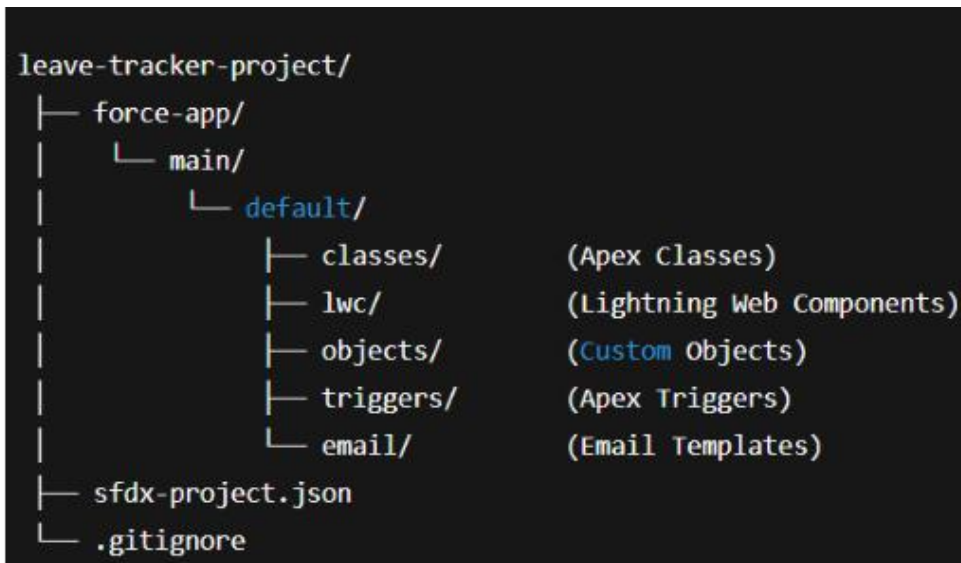 leave-tracker-project/
├── force-app/
│   └── main/
│       └── default/
│           ├── classes/      (Apex Classes)
│           ├── lwc/          (Lightning Web Components)
│           ├── objects/      (Custom Objects)
│           ├── triggers/     (Apex Triggers)
│           └── email/        (Email Templates)
├── sfdx-project.json
└── .gitignore